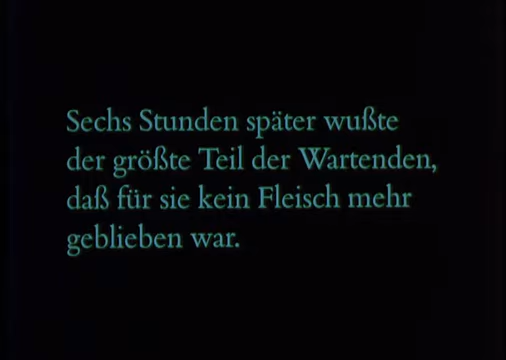 Sechs Stunden später wußte
der größte Teil der Wartenden,
daß für sie kein Fleisch mehr
geblieben war.